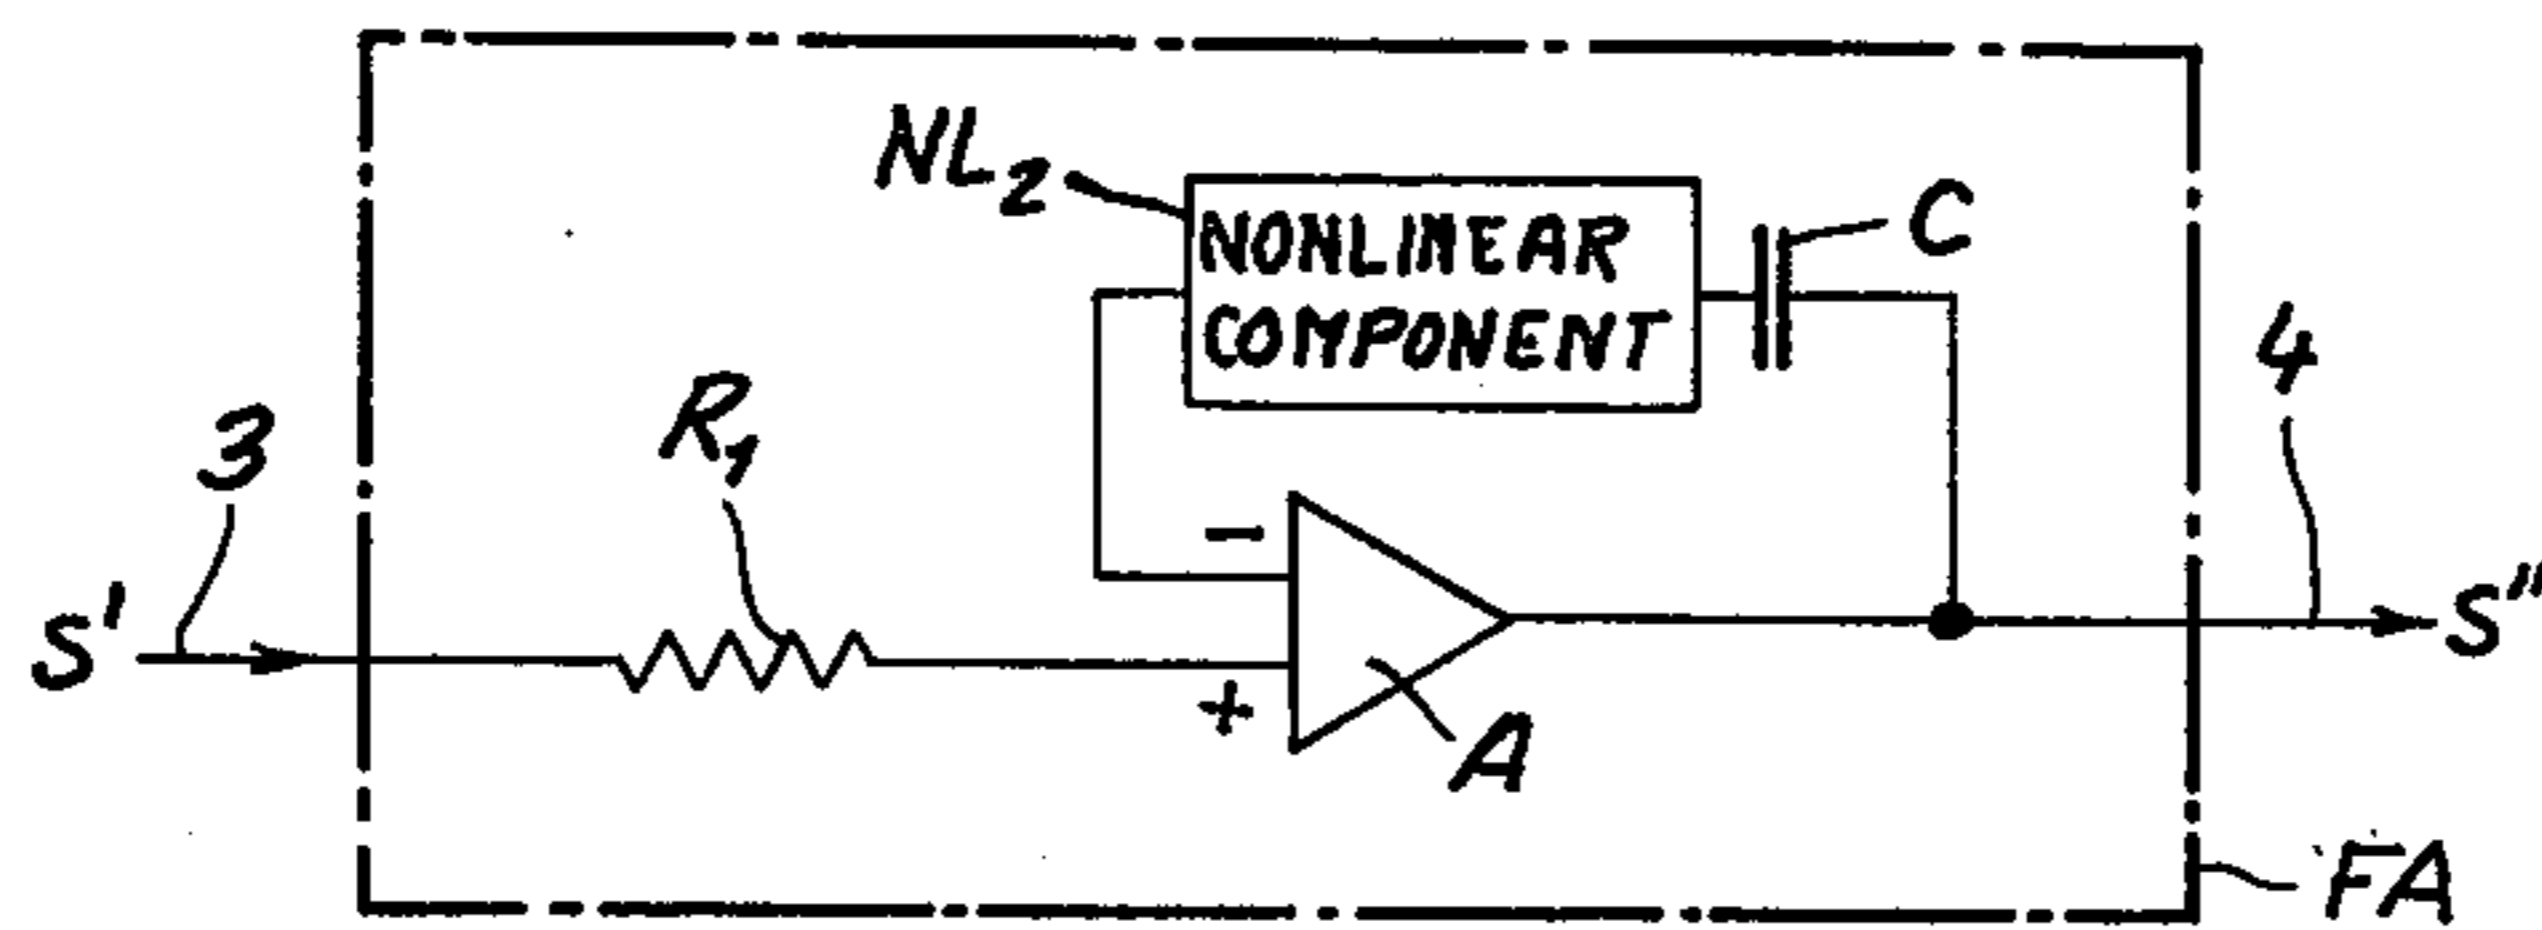 NL2
NONLINEAR
COMPONENT
C
4
3
R1
S'
-
+
A
S"
FA